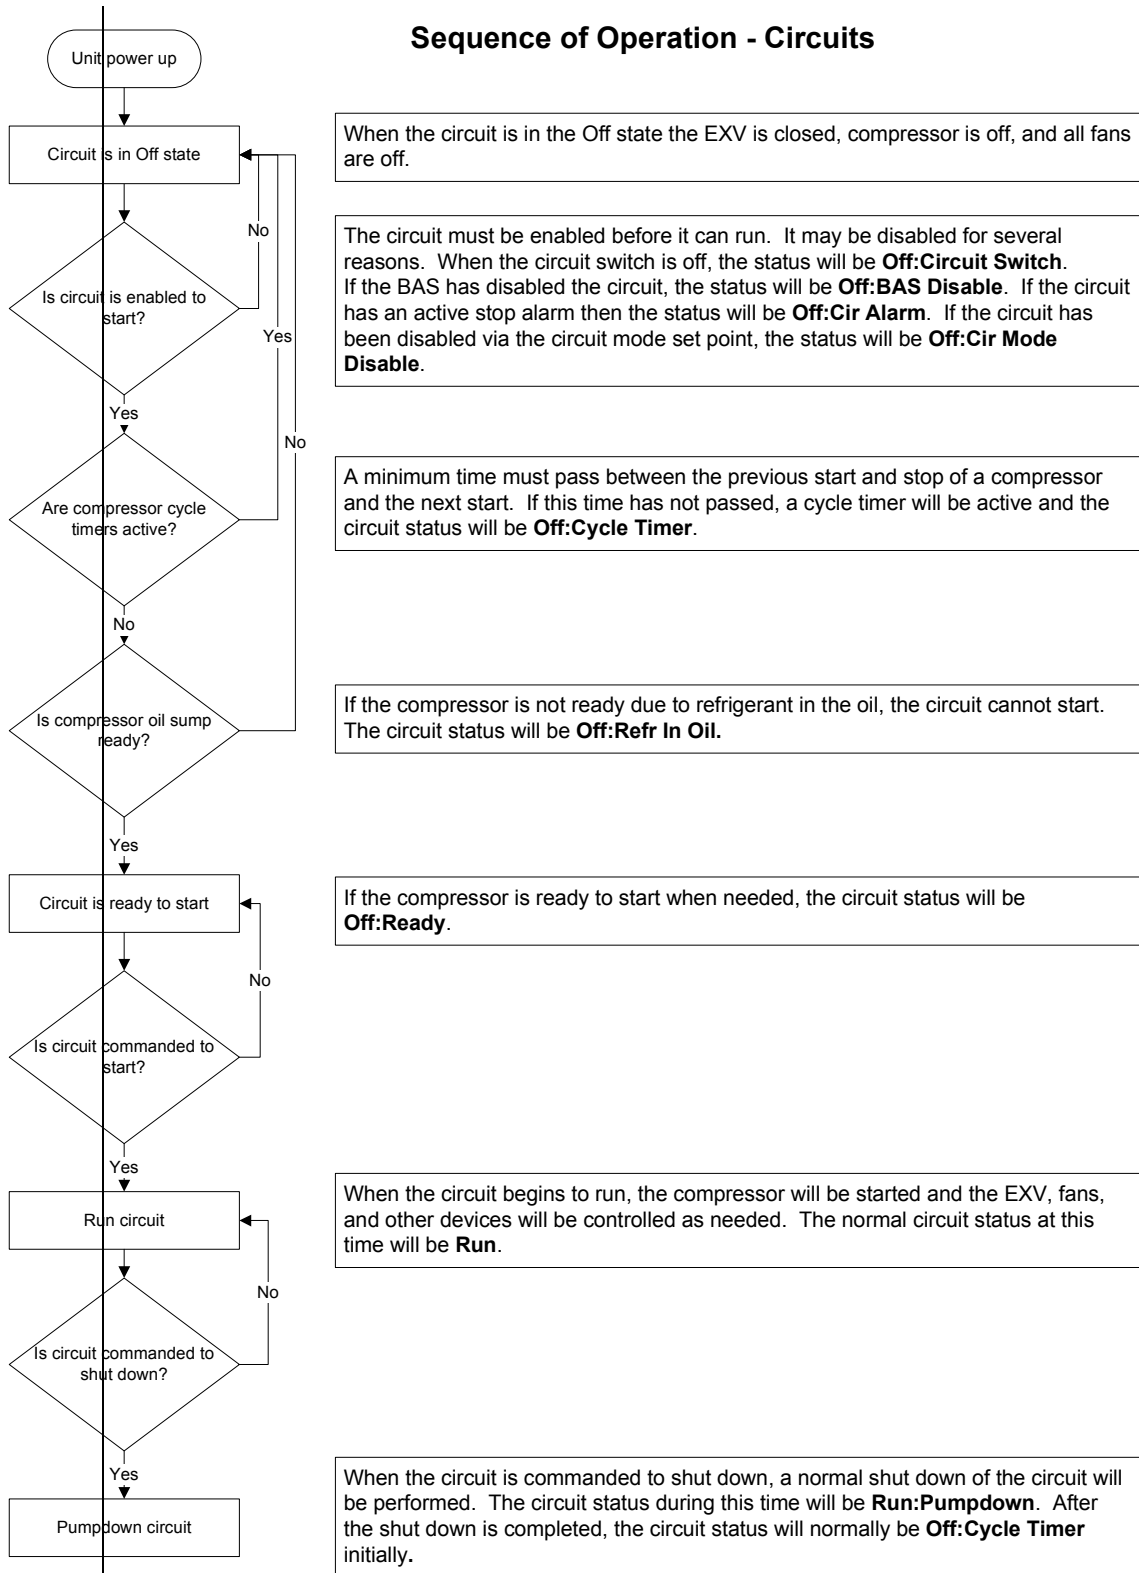 Sequence of Operation - Circuits
Unit power up
Circuit is in Off state
When the circuit is in the Off state the EXV is closed, compressor is off, and all fans
are off.
No
Is circuit is enabled to
start?
The circuit must be enabled before it can run. It may be disabled for several
reasons. When the circuit switch is off, the status will be Off:Circuit Switch.
If the BAS has disabled the circuit, the status will be Off:BAS Disable. If the circuit
has an active stop alarm then the status will be Off:Cir Alarm. If the circuit has
been disabled via the circuit mode set point, the status will be Off:Cir Mode
Disable.
Yes
Yes
No
Are compressor cycle
timers active?
A minimum time must pass between the previous start and stop of a compressor
and the next start. If this time has not passed, a cycle timer will be active and the
circuit status will be Off:Cycle Timer.
No
Is compressor oil sump
ready?
If the compressor is not ready due to refrigerant in the oil, the circuit cannot start.
The circuit status will be Off:Refr In Oil.
Yes
Circuit is ready to start
If the compressor is ready to start when needed, the circuit status will be
Off:Ready.
No
Is circuit commanded to
start?
Yes
Run circuit
When the circuit begins to run, the compressor will be started and the EXV, fans,
and other devices will be controlled as needed. The normal circuit status at this
time will be Run.
No
Is circuit commanded to
shut down?
Yes
Pumpdown circuit
When the circuit is commanded to shut down, a normal shut down of the circuit will
be performed. The circuit status during this time will be Run:Pumpdown. After
the shut down is completed, the circuit status will normally be Off:Cycle Timer
initially.